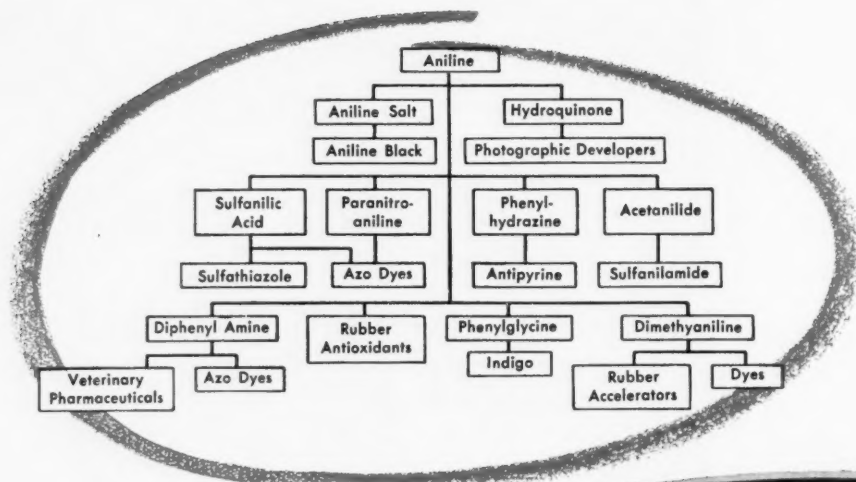 Aniline
Aniline Salt
Hydroquinone
Aniline Black
Photographic Developers
Sulfanilic
Acid
Paranitro-
aniline
Phenyl-
hydrazine
Acetanilide
Sulfathiazole
Azo Dyes
Antipyrine
Sulfanilamide
Diphenyl Amine
Rubber
Antioxidants
Phenylglycine
Dimethyaniline
Veterinary
Pharmaceuticals
Azo Dyes
Indigo
Rubber
Accelerators
Dyes